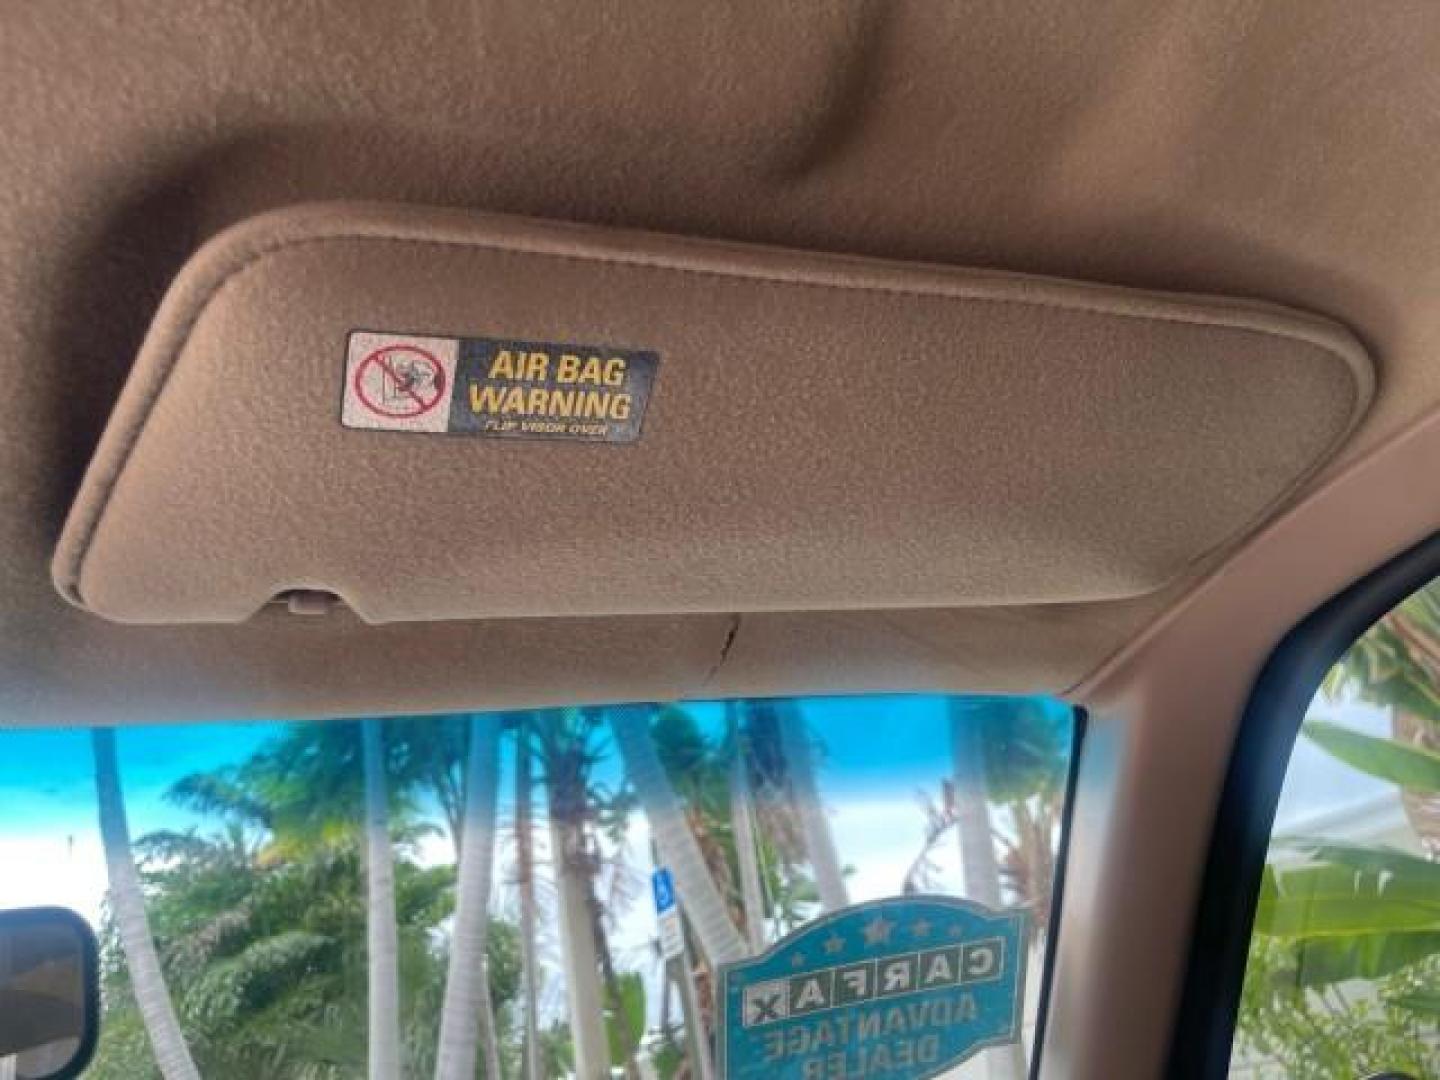 AIR BAG
WARNING
FLIP VISOR OVER
CARFAX
ADVANTAGE
DEALER